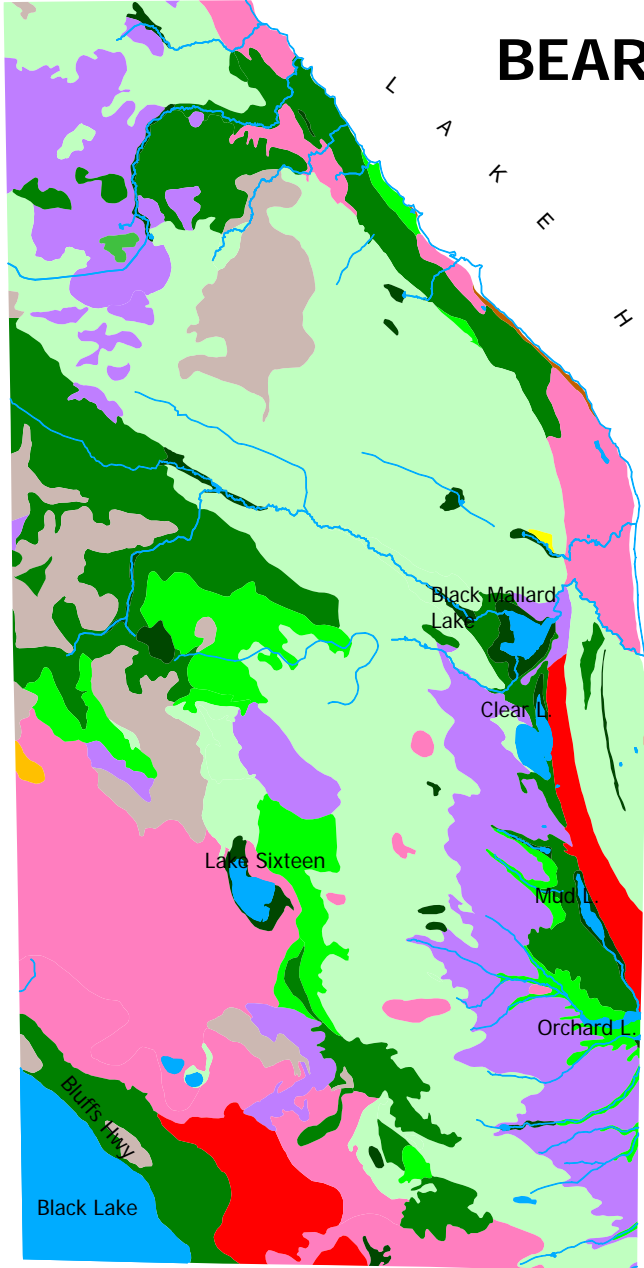 BEAR
L A K E H
Black Mallard
Lake
Clear L.
Lake Sixteen
Mud L.
Orchard L.
Bluffs Hwy
Black Lake